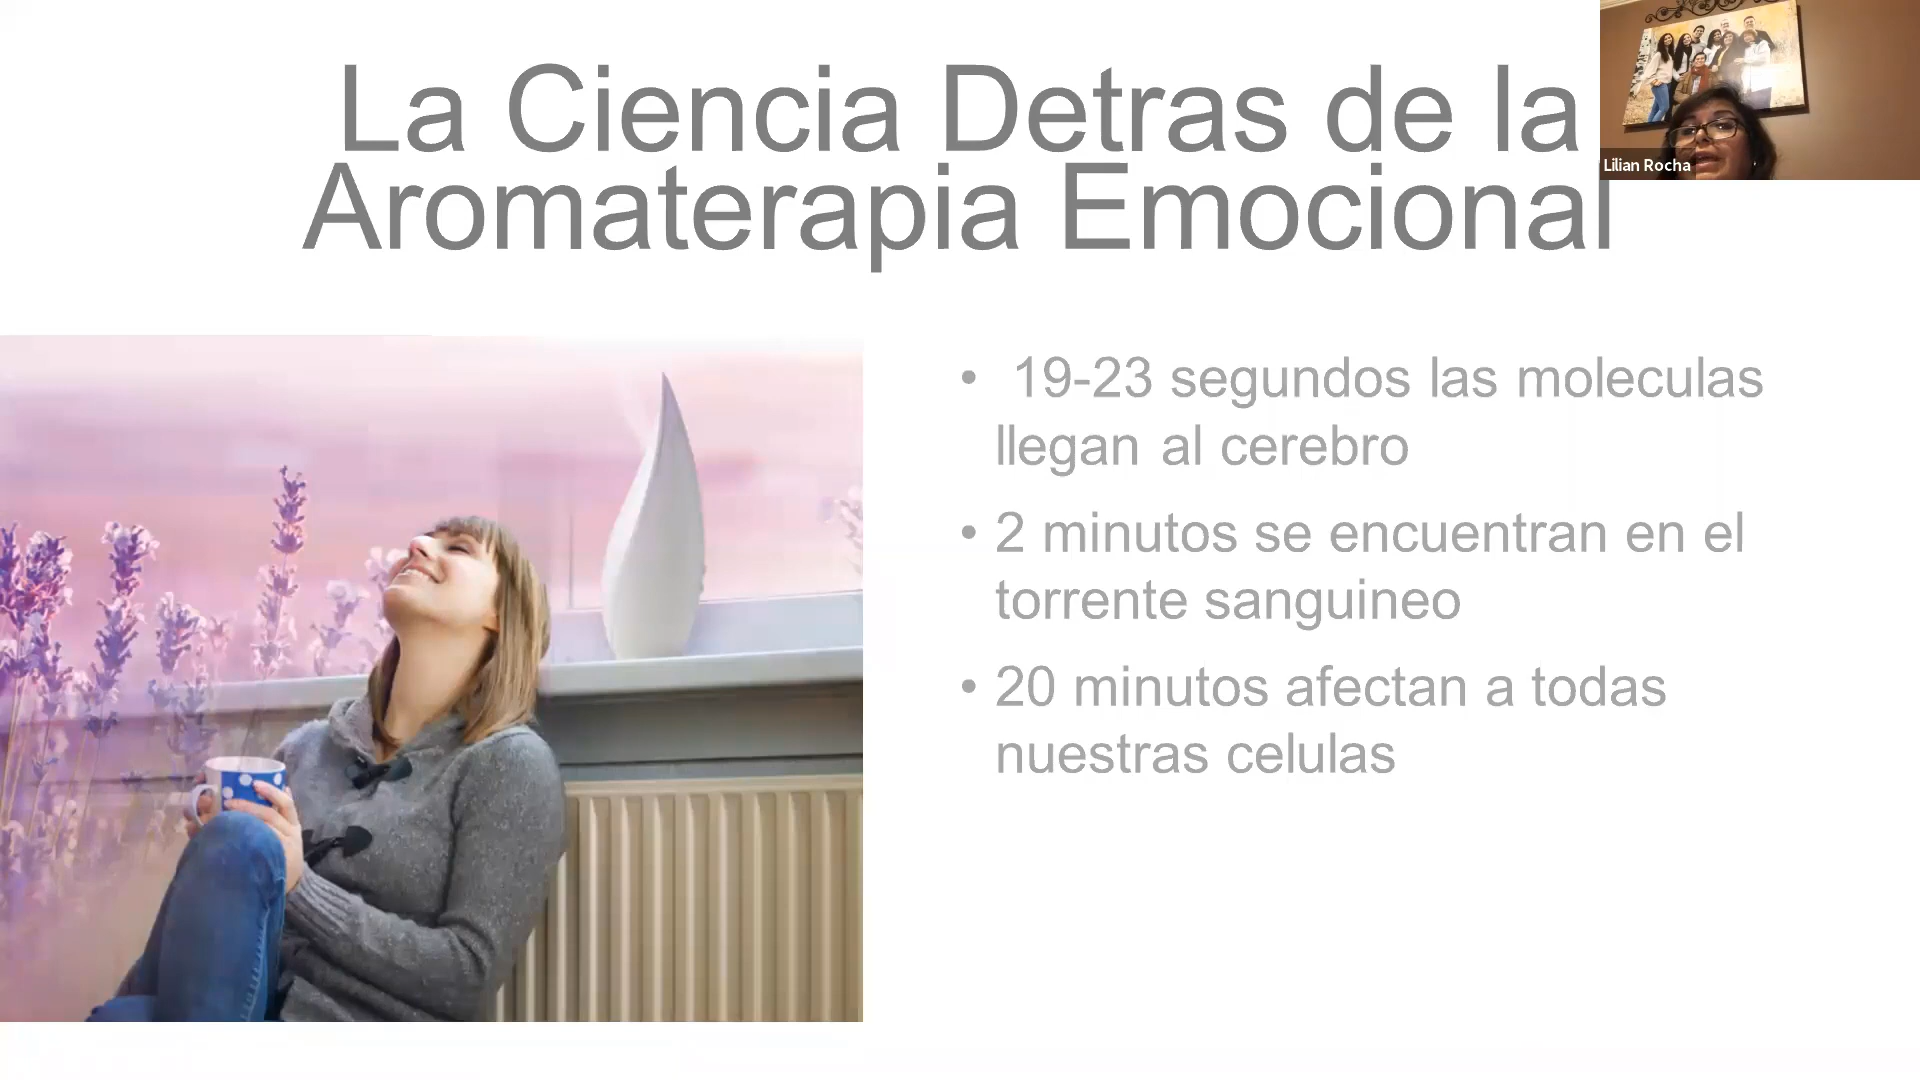 La Ciencia Detras de la
Aromaterapia Emocional
Lilian Rocha
• 19-23 segundos las moleculas
llegan al cerebro
• 2 minutos se encuentran en el
torrente sanguineo
• 20 minutos afectan a todas
nuestras celulas